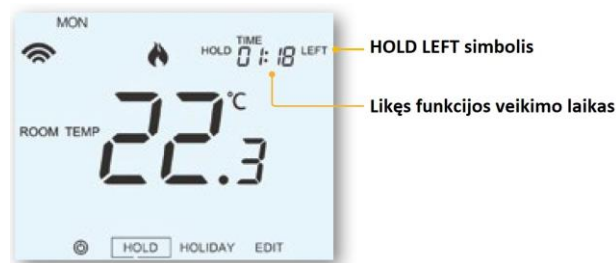 MON
HOLD TIME 01:18 LEFT
HOLD LEFT simbolis
Likęs funkcijos veikimo laikas
ROOM TEMP 22.3 °C
HOLD HOLIDAY EDIT